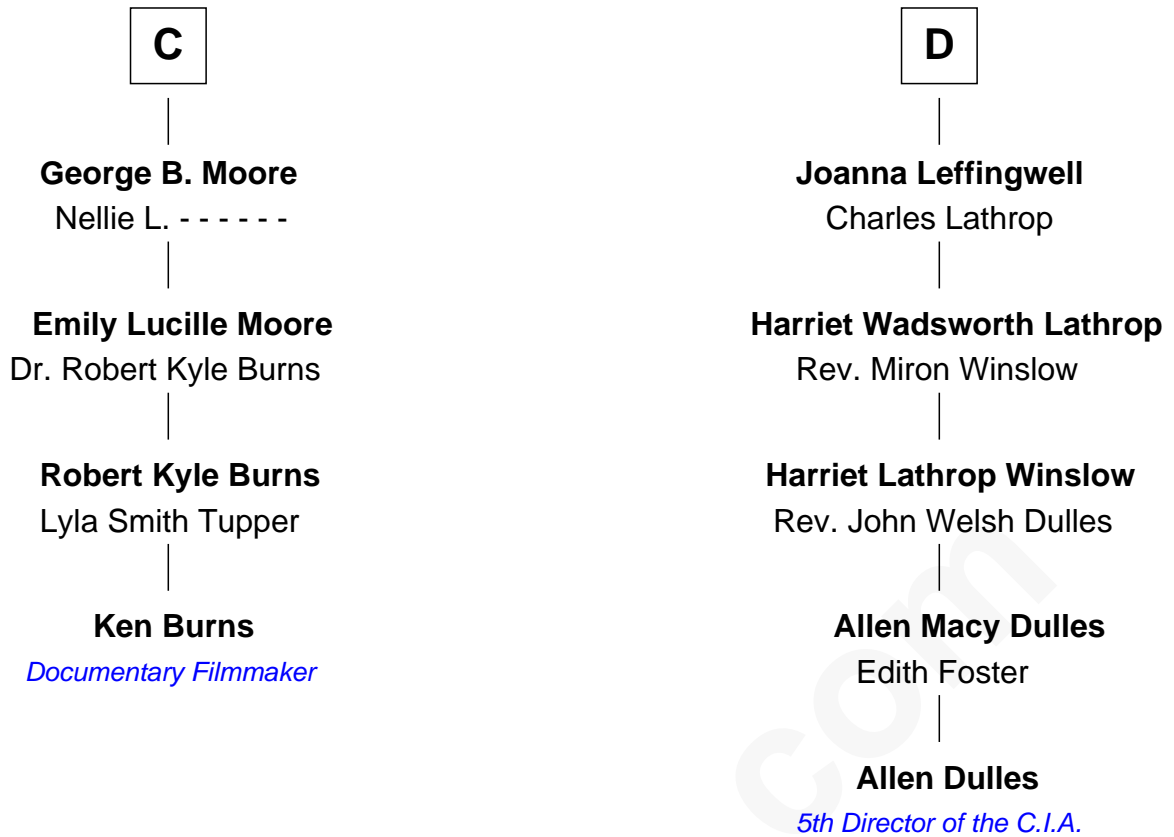 C
George B. Moore
Nellie L. - - - - - -
Emily Lucille Moore
Dr. Robert Kyle Burns
Robert Kyle Burns
Lyla Smith Tupper
Ken Burns
Documentary Filmmaker
D
Joanna Leffingwell
Charles Lathrop
Harriet Wadsworth Lathrop
Rev. Miron Winslow
Harriet Lathrop Winslow
Rev. John Welsh Dulles
Allen Macy Dulles
Edith Foster
Allen Dulles
5th Director of the C.I.A.
com